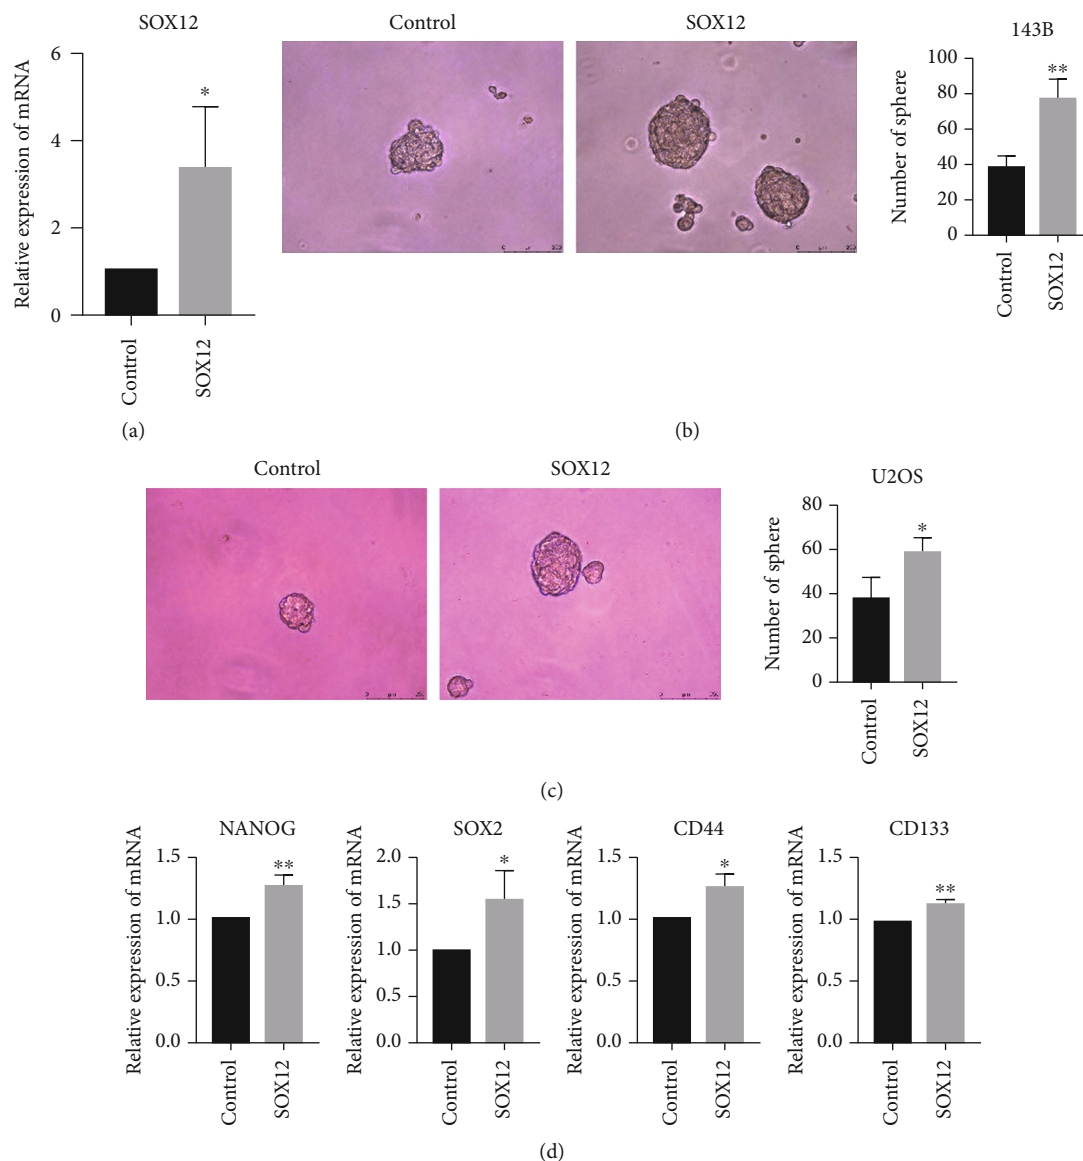 SOX12
Relative expression of mRNA
6
4
2
0
*
Control
SOX12
(a)
Control
SOX12
143B
Number of sphere
100
80
60
40
20
0
**
Control
SOX12
(b)
Control
SOX12
U2OS
Number of sphere
80
60
40
20
0
*
Control
SOX12
(c)
NANOG
Relative expression of mRNA
1.5
1.0
0.5
0.0
**
Control
SOX12
SOX2
Relative expression of mRNA
2.0
1.5
1.0
0.5
0.0
*
Control
SOX12
CD44
Relative expression of mRNA
1.5
1.0
0.5
0.0
*
Control
SOX12
CD133
Relative expression of mRNA
1.5
1.0
0.5
0.0
**
Control
SOX12
(d)